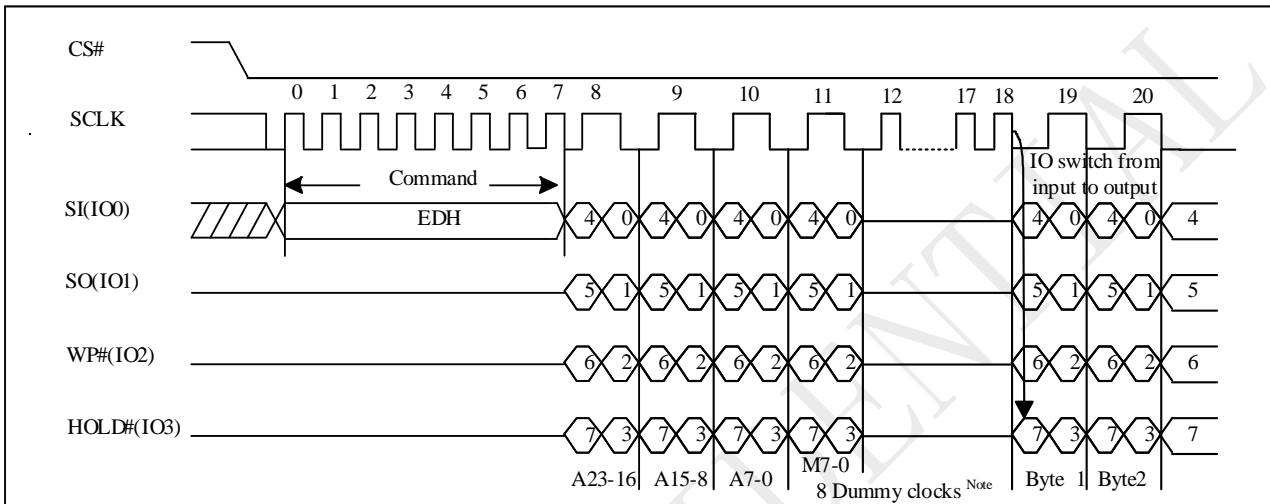 CS#
0 1 2 3 4 5 6 7 8 9 10 11 12 17 18 19 20
SCLK
Command
IO switch from
input to output
SI(IO0)
EDH
4 0 4 0 4 0 4 0 4 0 4 0 4
SO(IO1)
5 1 5 1 5 1 5 1 5 1 5 1 5
WP#(IO2)
6 2 6 2 6 2 6 2 6 2 6 2 6
HOLD#(IO3)
7 3 7 3 7 3 7 3 7 3 7 3 7
A23-16 A15-8 A7-0 M7-0
8 Dummy clocks Note
Byte 1 Byte2
ENTIAL